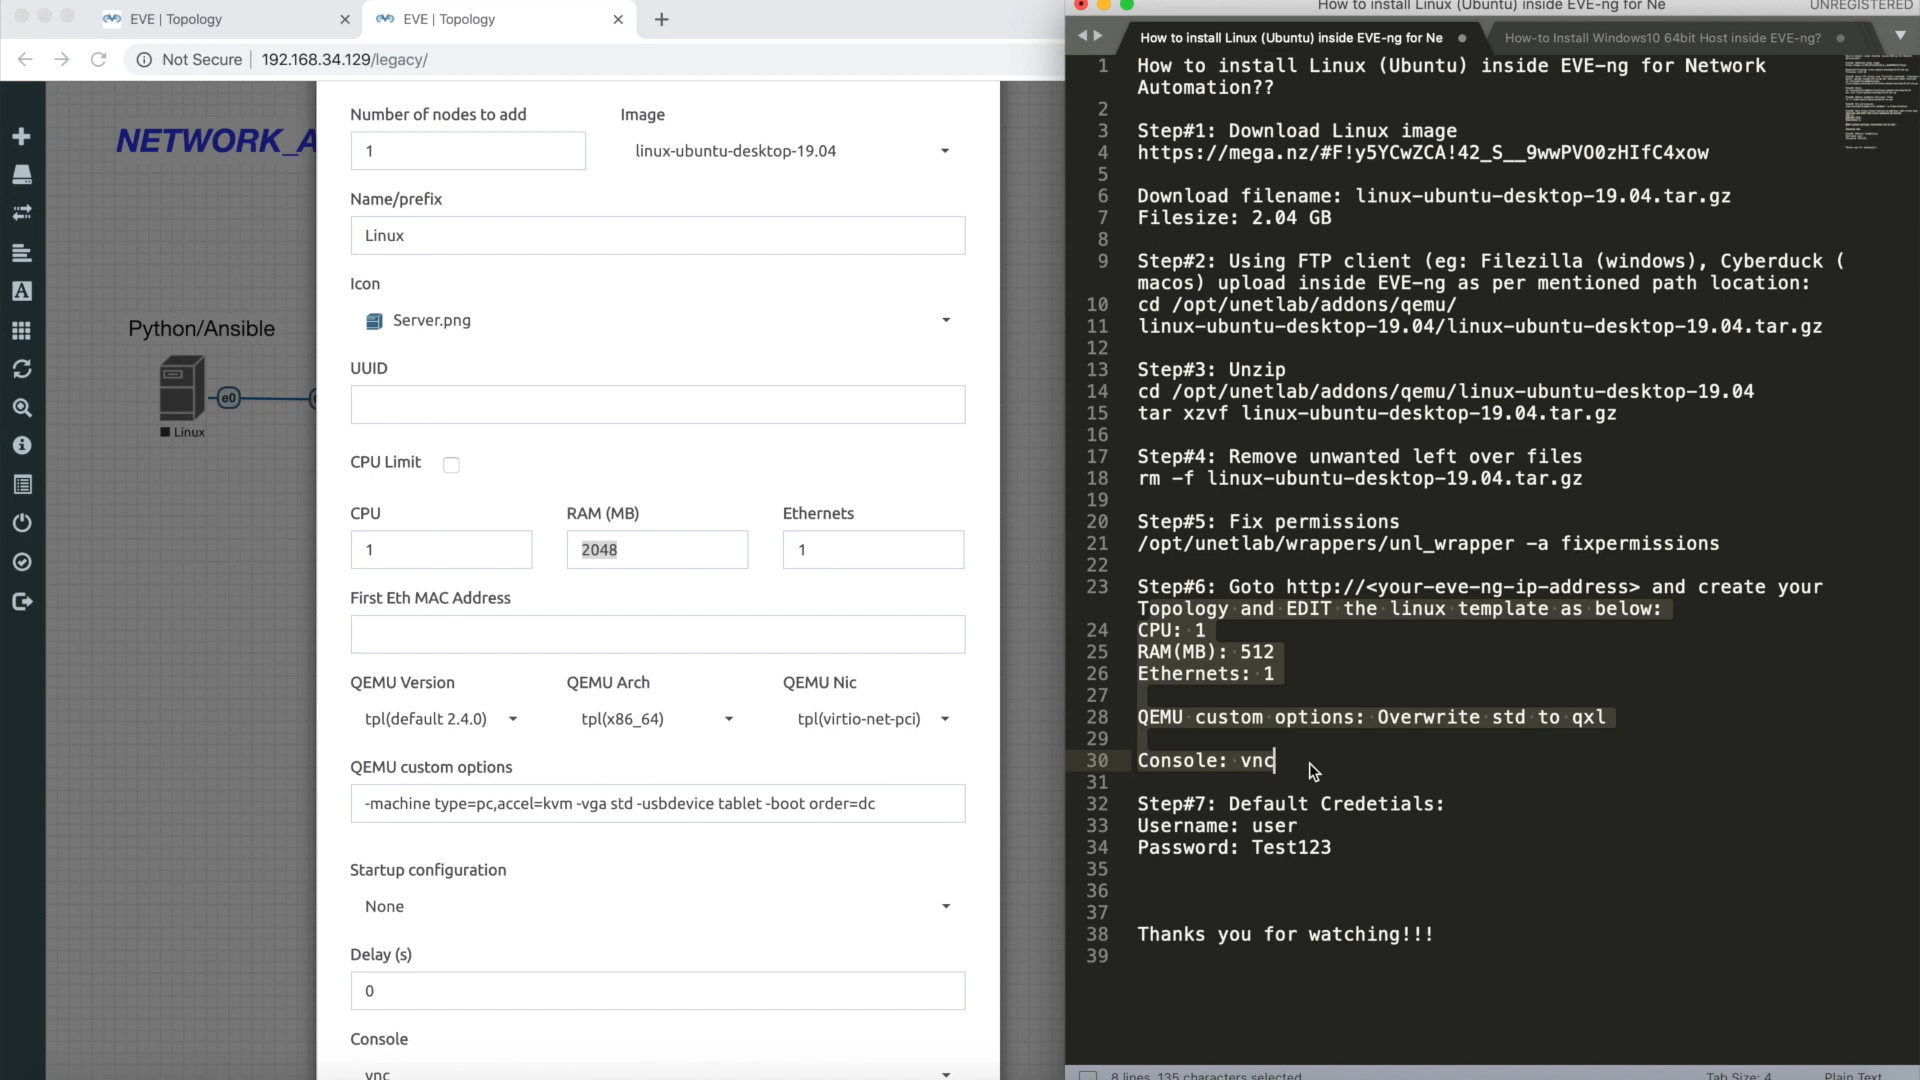 EVE | Topology
EVE | Topology
Not Secure
192.168.34.129/legacy/
NETWORK_A
Python/Ansible
e0
Linux
Number of nodes to add
Image
1
linux-ubuntu-desktop-19.04
Name/prefix
Linux
Icon
Server.png
UUID
CPU Limit
CPU
RAM (MB)
Ethernets
1
2048
1
First Eth MAC Address
QEMU Version
QEMU Arch
QEMU Nic
tpl(default 2.4.0)
tpl(x86_64)
tpl(virtio-net-pci)
QEMU custom options
-machine type=pc,accel=kvm -vga std -usbdevice tablet -boot order=dc
Startup configuration
None
Delay (s)
0
Console
vnc
How to install Linux (Ubuntu) inside EVE-ng for Ne
UNREGISTERED
How to install Linux (Ubuntu) inside EVE-ng for Ne
How-to Install Windows10 64bit Host inside EVE-ng?
1 How to install Linux (Ubuntu) inside EVE-ng for Network
Automation??
2
3 Step#1: Download Linux image
4 https://mega.nz/#F!y5YCwZCA!42_S__9wwPVO0zHIfC4xow
5
6 Download filename: linux-ubuntu-desktop-19.04.tar.gz
7 Filesize: 2.04 GB
8
9 Step#2: Using FTP client (eg: Filezilla (windows), Cyberduck (
macos) upload inside EVE-ng as per mentioned path location:
10 cd /opt/unetlab/addons/qemu/
11 linux-ubuntu-desktop-19.04/linux-ubuntu-desktop-19.04.tar.gz
12
13 Step#3: Unzip
14 cd /opt/unetlab/addons/qemu/linux-ubuntu-desktop-19.04
15 tar xzvf linux-ubuntu-desktop-19.04.tar.gz
16
17 Step#4: Remove unwanted left over files
18 rm -f linux-ubuntu-desktop-19.04.tar.gz
19
20 Step#5: Fix permissions
21 /opt/unetlab/wrappers/unl_wrapper -a fixpermissions
22
23 Step#6: Goto http://<your-eve-ng-ip-address> and create your
Topology and EDIT the linux template as below:
24 CPU: 1
25 RAM(MB): 512
26 Ethernets: 1
27
28 QEMU custom options: Overwrite std to qxl
29
30 Console: vnc
31
32 Step#7: Default Credetials:
33 Username: user
34 Password: Test123
35
36
37
38 Thanks you for watching!!!
39
8 lines, 135 characters selected
Tab Size: 4
Plain Text